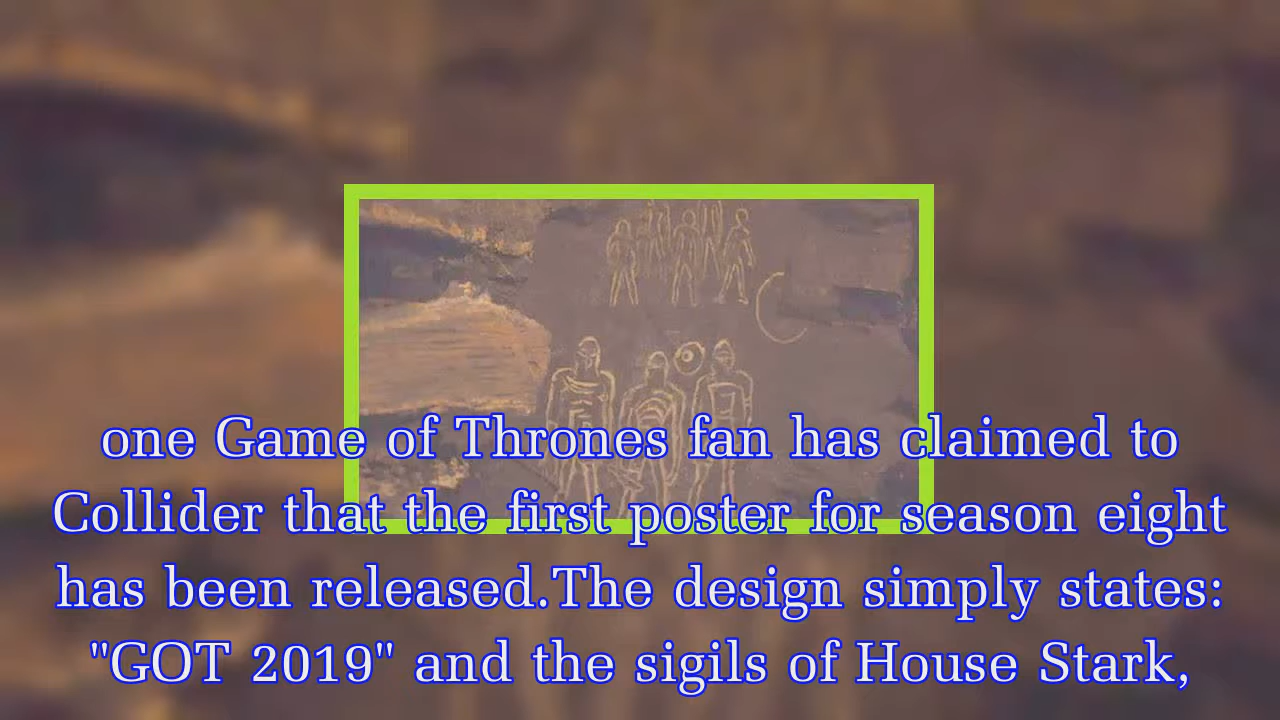 one Game of Thrones fan has claimed to
Collider that the first poster for season eight
has been released.The design simply states:
"GOT 2019" and the sigils of House Stark,